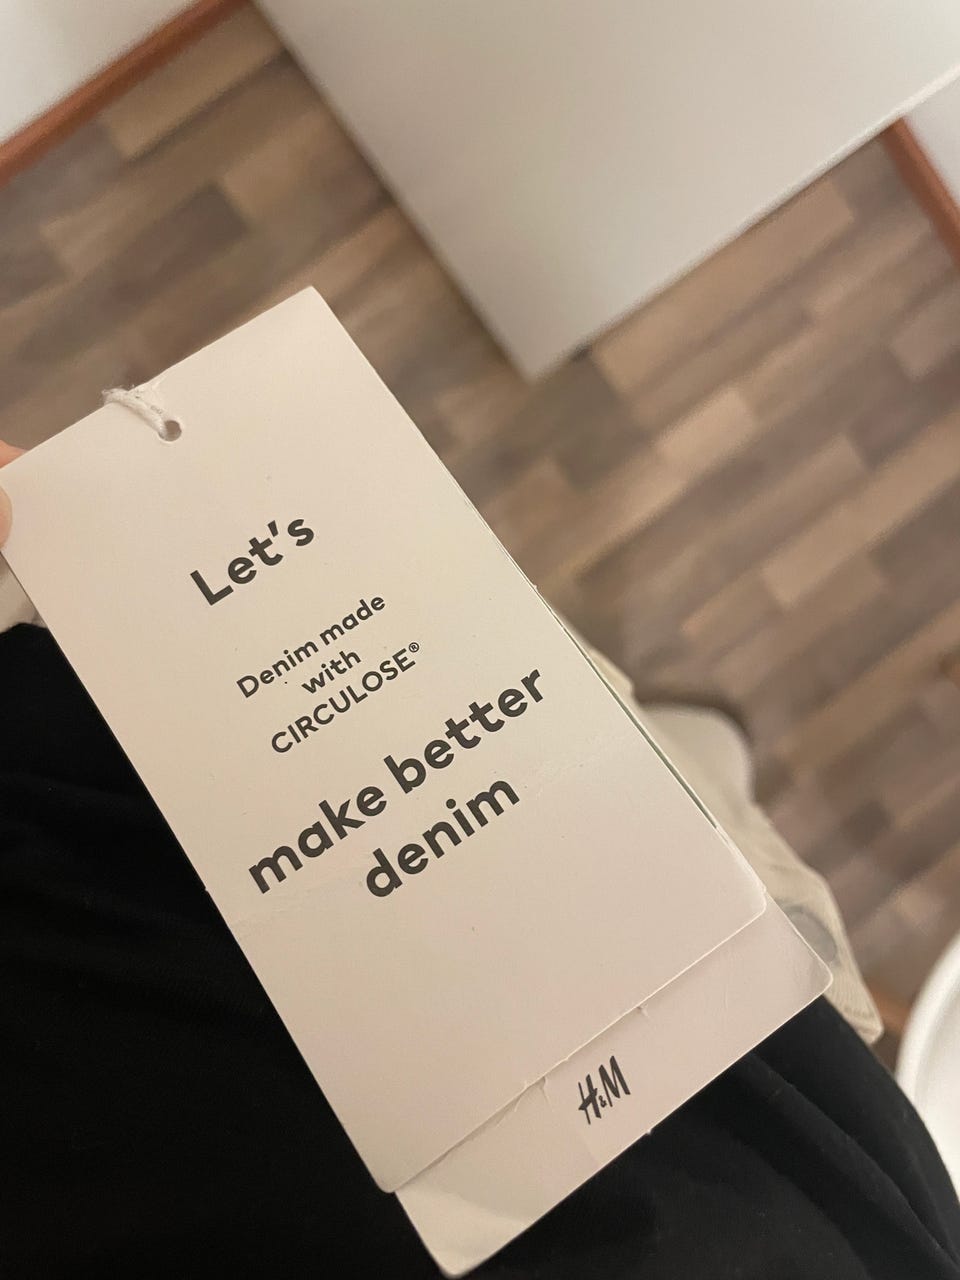 Let's
Denim made
with
CIRCULOSE®
make better
denim
H&M